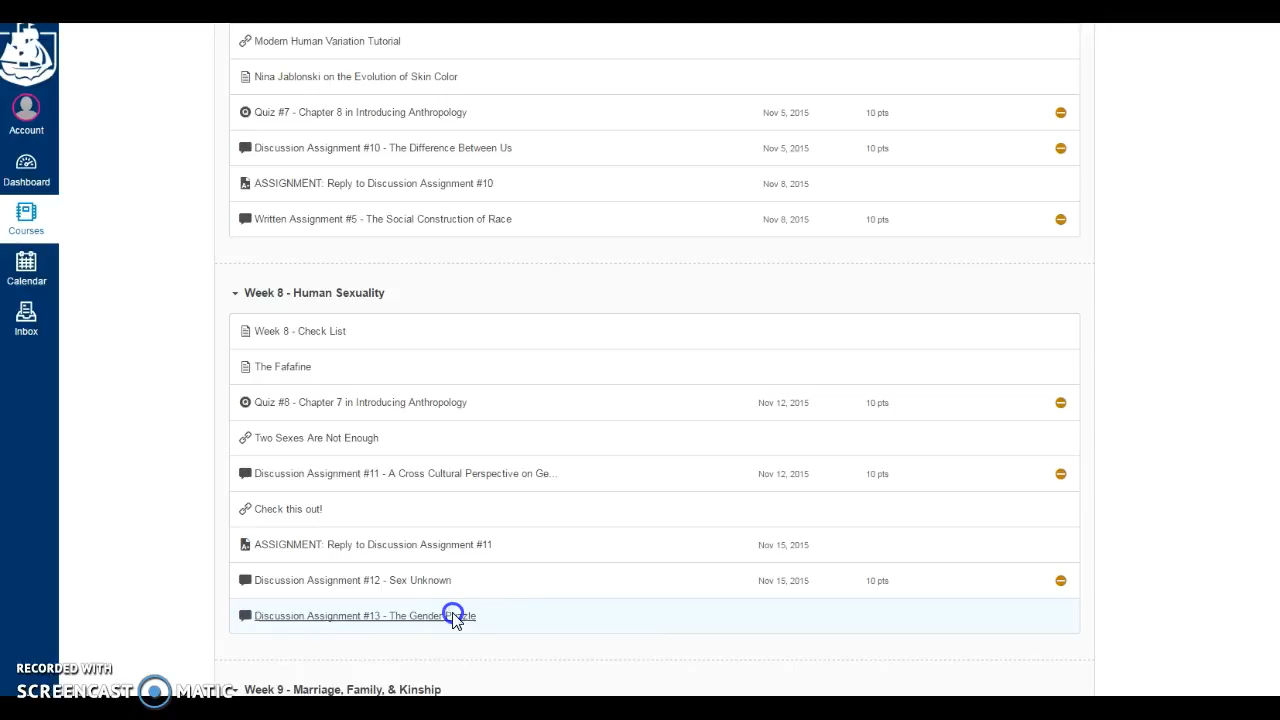 Modern Human Variation Tutorial
Nina Jablonski on the Evolution of Skin Color
Quiz #7 - Chapter 8 in Introducing Anthropology Nov 5, 2015 10 pts
Account
Discussion Assignment #10 - The Difference Between Us Nov 5, 2015 10 pts
Dashboard
ASSIGNMENT: Reply to Discussion Assignment #10 Nov 8, 2015
Written Assignment #5 - The Social Construction of Race Nov 8, 2015 10 pts
Courses
Calendar
Week 8 - Human Sexuality
Inbox
Week 8 - Check List
The Fafafine
Quiz #8 - Chapter 7 in Introducing Anthropology Nov 12, 2015 10 pts
Two Sexes Are Not Enough
Discussion Assignment #11 - A Cross Cultural Perspective on Ge... Nov 12, 2015 10 pts
Check this out!
ASSIGNMENT: Reply to Discussion Assignment #11 Nov 15, 2015
Discussion Assignment #12 - Sex Unknown Nov 15, 2015 10 pts
Discussion Assignment #13 - The Gender Puzzle
RECORDED WITH
SCREENCAST MATIC
Week 9 - Marriage, Family, & Kinship